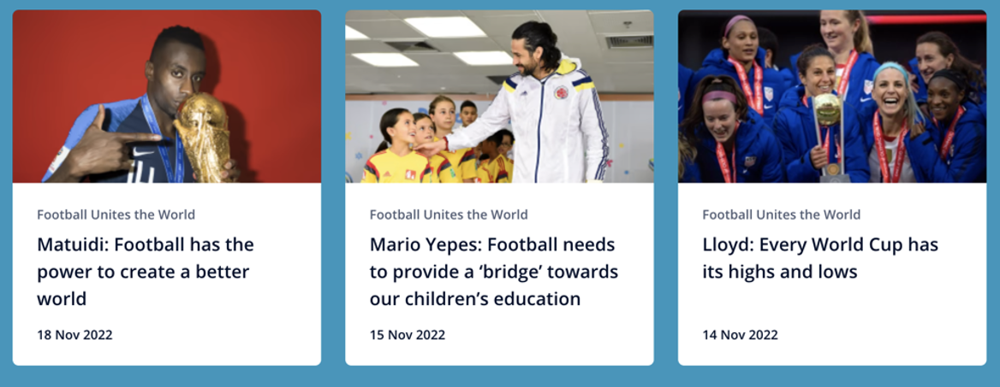 Football Unites the World
Matuidi: Football has the
power to create a better
world
18 Nov 2022
Football Unites the World
Mario Yepes: Football needs
to provide a ‘bridge’ towards
our children’s education
15 Nov 2022
Football Unites the World
Lloyd: Every World Cup has
its highs and lows
14 Nov 2022